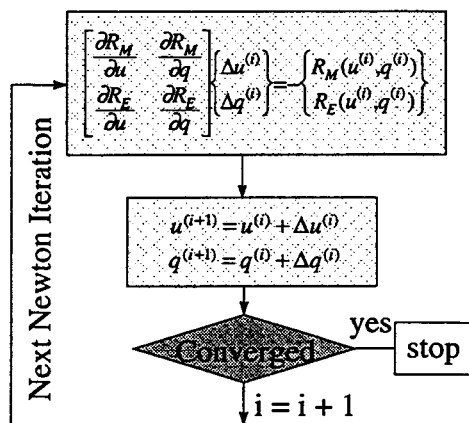 [∂R_M/∂u ∂R_M/∂q] {Δu^(i)} = -{R_M(u^(i),q^(i))}
[∂R_E/∂u ∂R_E/∂q] {Δq^(i)} {R_E(u^(i),q^(i))}
u^(i+1) = u^(i) + Δu^(i)
q^(i+1) = q^(i) + Δq^(i)
Converged
yes
stop
i = i + 1
Next Newton Iteration